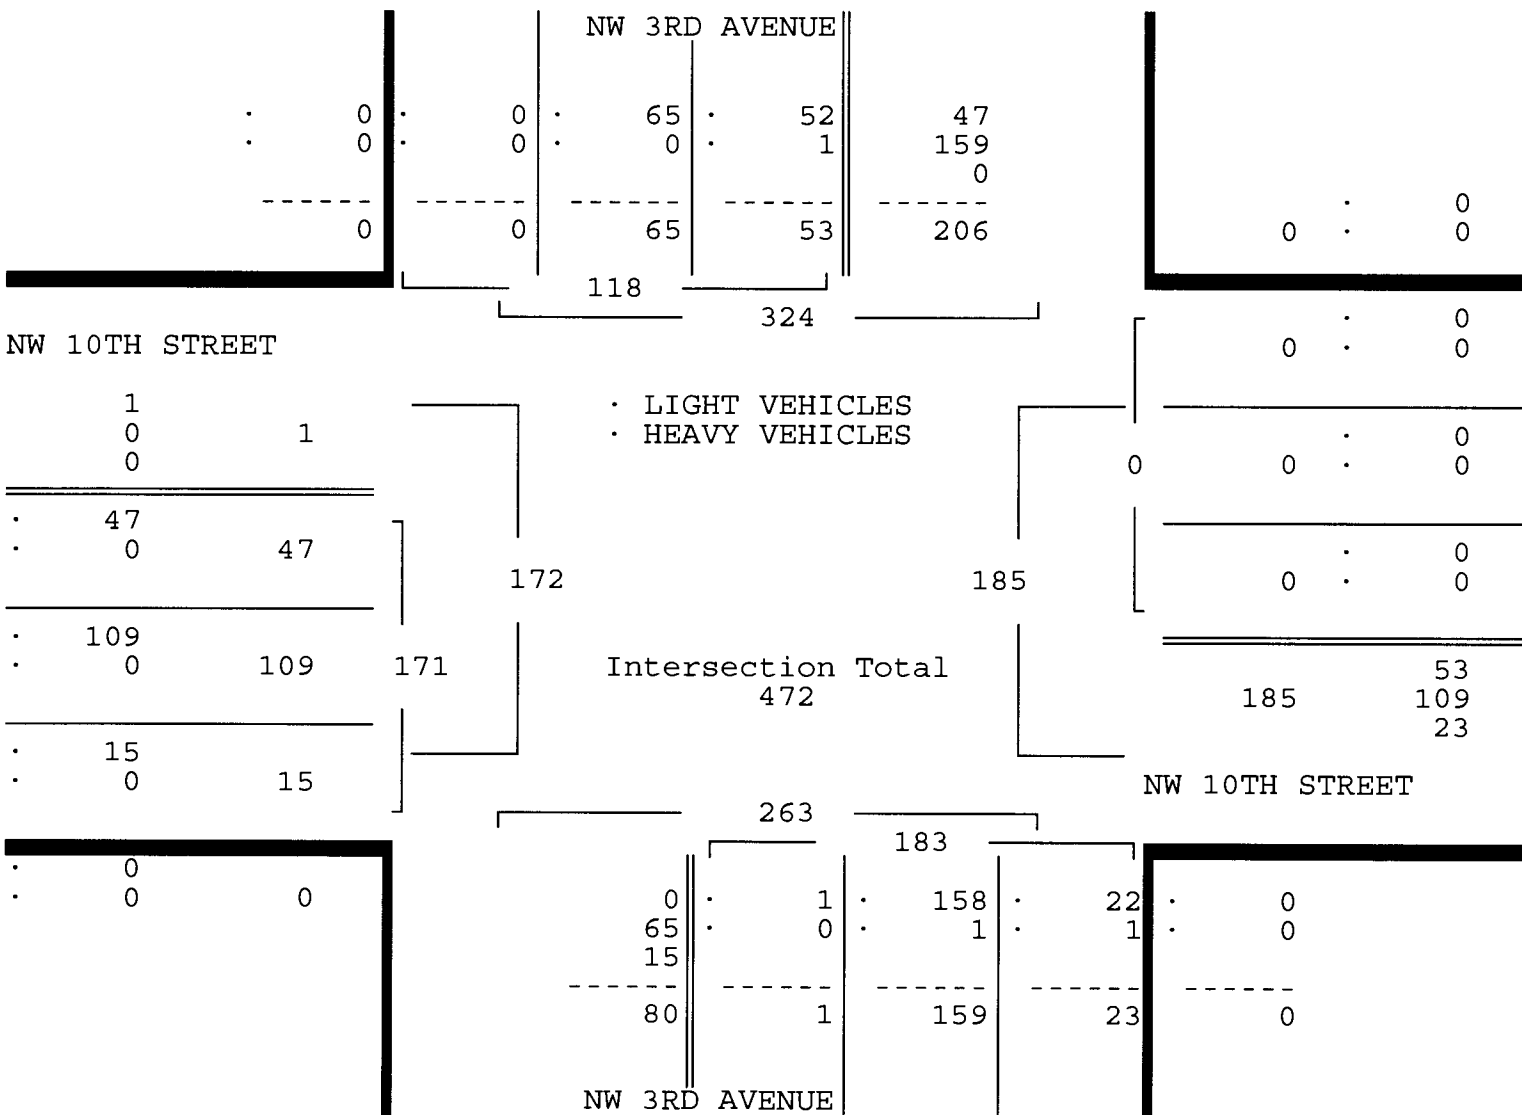 NW 3RD AVENUE
· 0 · 0 · 65 · 52 47
· 0 · 0 · 0 · 1 159
0
------ ------ ------ ------ ------
0 0 65 53 206
· 0
0 · 0
118
324
· 0
0 · 0
NW 10TH STREET
1
0 1
0
· LIGHT VEHICLES
· HEAVY VEHICLES
· 0
0 0 · 0
· 47
· 0 47
· 0
0 · 0
172
185
· 109
· 0 109 171
Intersection Total
472
53
185 109
23
· 15
· 0 15
NW 10TH STREET
263
183
· 0
· 0 0
0 · 1 · 158 · 22 · 0
65 · 0 · 1 · 1 · 0
15
------ ------ ------ ------ ------
80 1 159 23 0
NW 3RD AVENUE